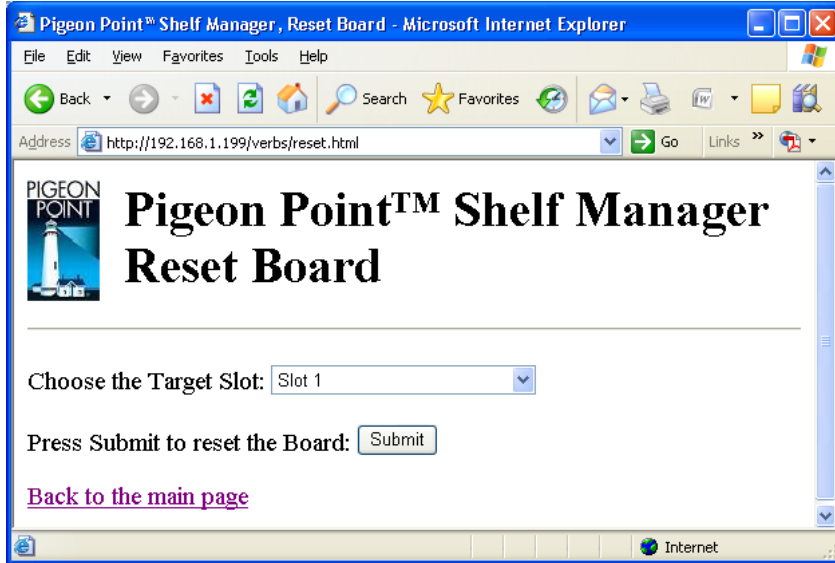 Pigeon Point™ Shelf Manager, Reset Board - Microsoft Internet Explorer
File Edit View Favorites Tools Help
Back Search Favorites W
Address http://192.168.1.199/verbs/reset.html Go Links »
PIGEON
POINT
Pigeon Point™ Shelf Manager
Reset Board
Choose the Target Slot: Slot 1
Press Submit to reset the Board: Submit
Back to the main page
Internet